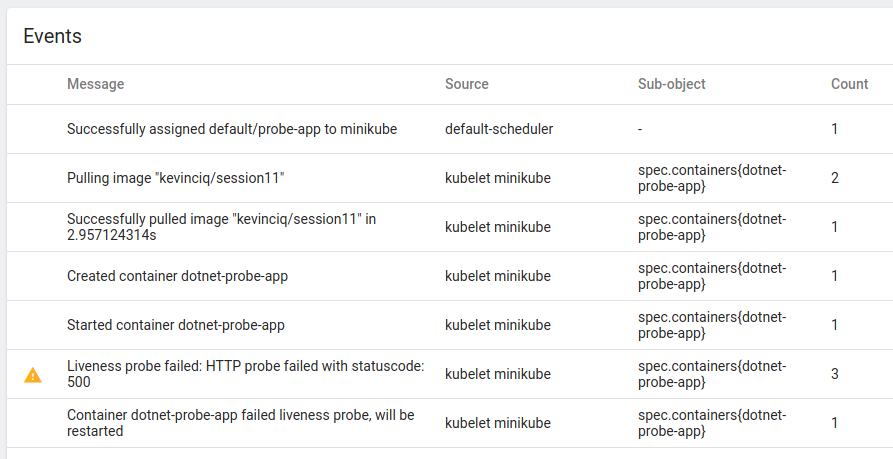 Events
Message Source Sub-object Count
Successfully assigned default/probe-app to minikube default-scheduler - 1
Pulling image "kevinciq/session11" kubelet minikube spec.containers{dotnet-probe-app} 2
Successfully pulled image "kevinciq/session11" in 2.957124314s kubelet minikube spec.containers{dotnet-probe-app} 1
Created container dotnet-probe-app kubelet minikube spec.containers{dotnet-probe-app} 1
Started container dotnet-probe-app kubelet minikube spec.containers{dotnet-probe-app} 1
Liveness probe failed: HTTP probe failed with statuscode: 500 kubelet minikube spec.containers{dotnet-probe-app} 3
Container dotnet-probe-app failed liveness probe, will be restarted kubelet minikube spec.containers{dotnet-probe-app} 1